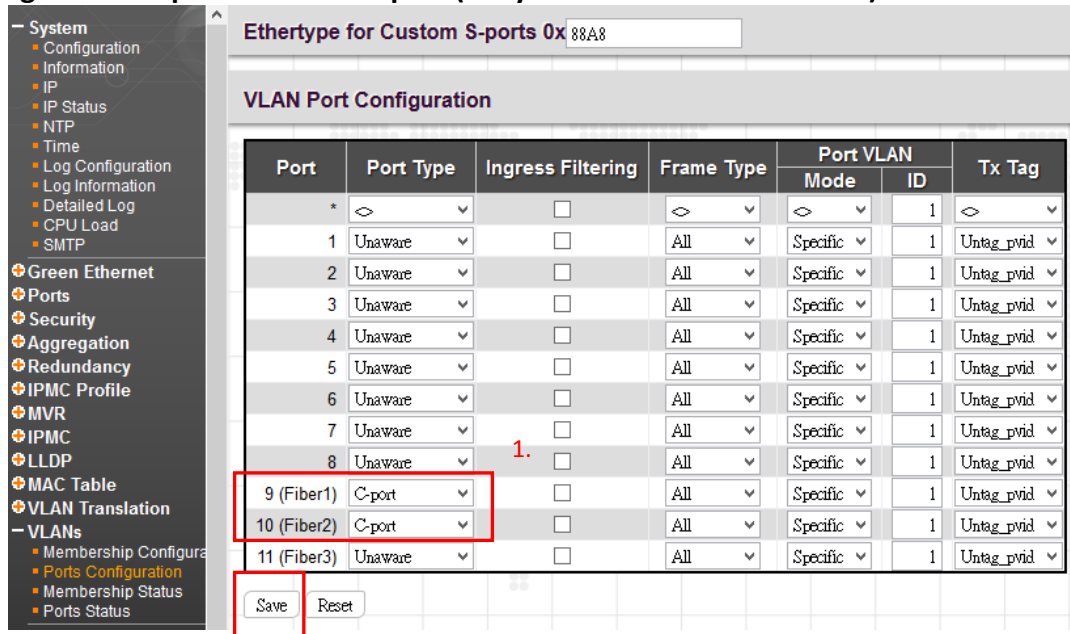 − System
Configuration
Information
IP
IP Status
NTP
Time
Log Configuration
Log Information
Detailed Log
CPU Load
SMTP
Green Ethernet
Ports
Security
Aggregation
Redundancy
IPMC Profile
MVR
IPMC
LLDP
MAC Table
VLAN Translation
− VLANs
Membership Configura
Ports Configuration
Membership Status
Ports Status
Ethertype for Custom S-ports 0x 88A8
VLAN Port Configuration
Port Port Type Ingress Filtering Frame Type Port VLAN Tx Tag
Mode ID
* <> <> <> 1 <>
1 Unaware All Specific 1 Untag_pvid
2 Unaware All Specific 1 Untag_pvid
3 Unaware All Specific 1 Untag_pvid
4 Unaware All Specific 1 Untag_pvid
5 Unaware All Specific 1 Untag_pvid
6 Unaware All Specific 1 Untag_pvid
7 Unaware All Specific 1 Untag_pvid
1.
8 Unaware All Specific 1 Untag_pvid
9 (Fiber1) C-port All Specific 1 Untag_pvid
10 (Fiber2) C-port All Specific 1 Untag_pvid
11 (Fiber3) Unaware All Specific 1 Untag_pvid
Save Reset